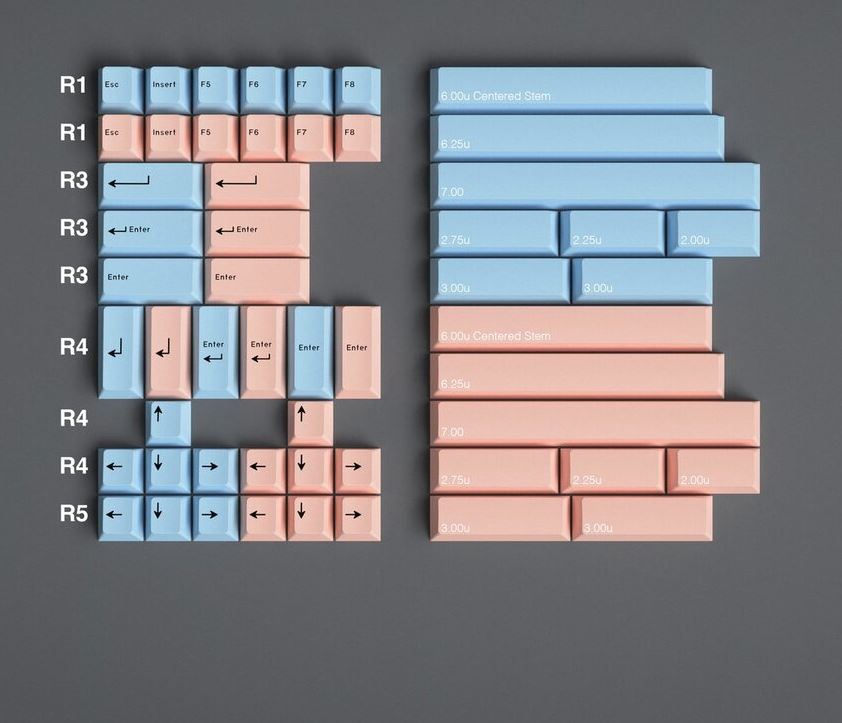 R1 Esc Insert F5 F6 F7 F8
R1 Esc Insert F5 F6 F7 F8
R3
R3 Enter Enter
R3 Enter Enter
R4 Enter Enter Enter Enter
R4
R4
R5
6.00u Centered Stem
6.25u
7.00
2.75u 2.25u 2.00u
3.00u 3.00u
6.00u Centered Stem
6.25u
7.00
2.75u 2.25u 2.00u
3.00u 3.00u